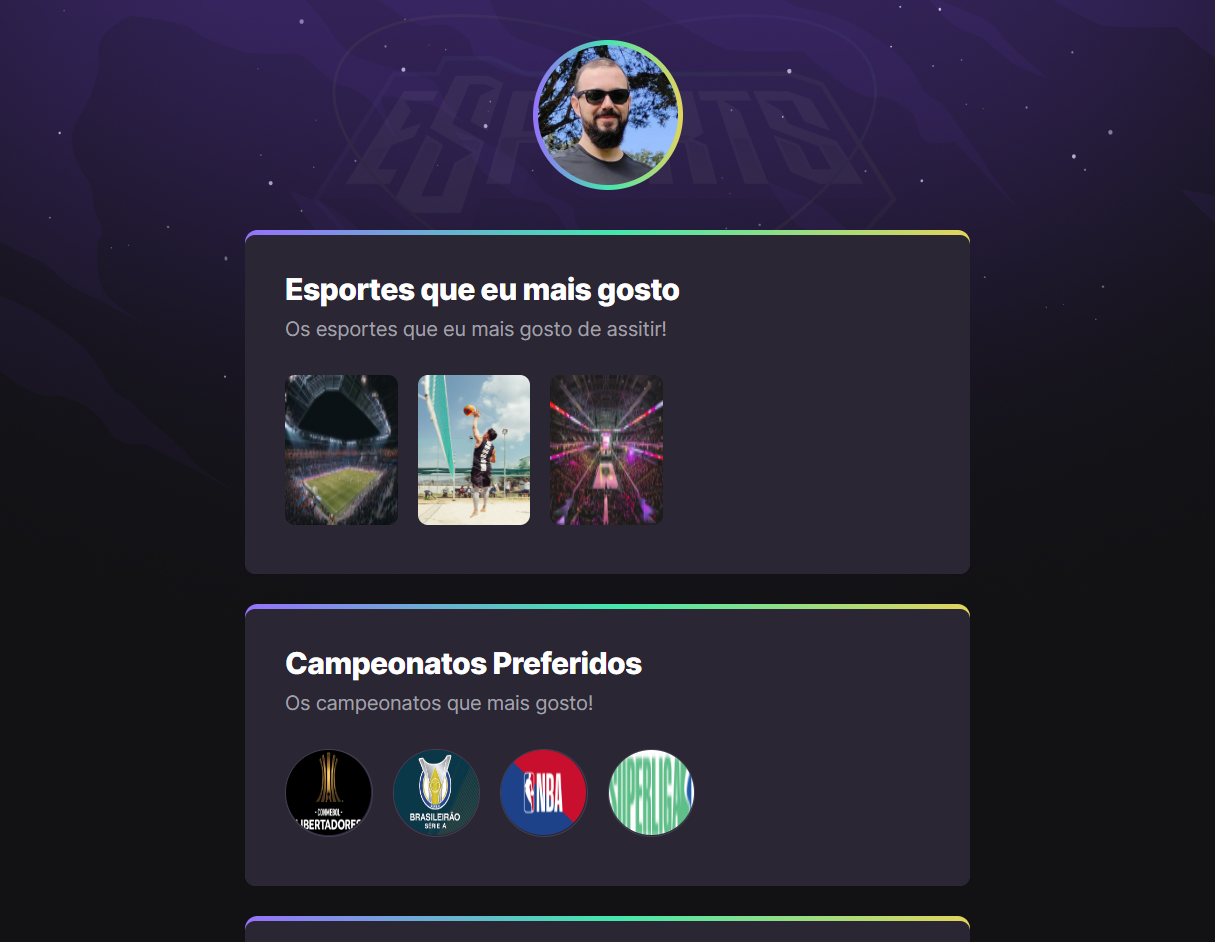 ESPORTS
Esportes que eu mais gosto
Os esportes que eu mais gosto de assitir!
Campeonatos Preferidos
Os campeonatos que mais gosto!
·CONMEBOL·
LIBERTADORES
BRASILEIRÃO
SÉRIE A
NBA
SUPERLIGA